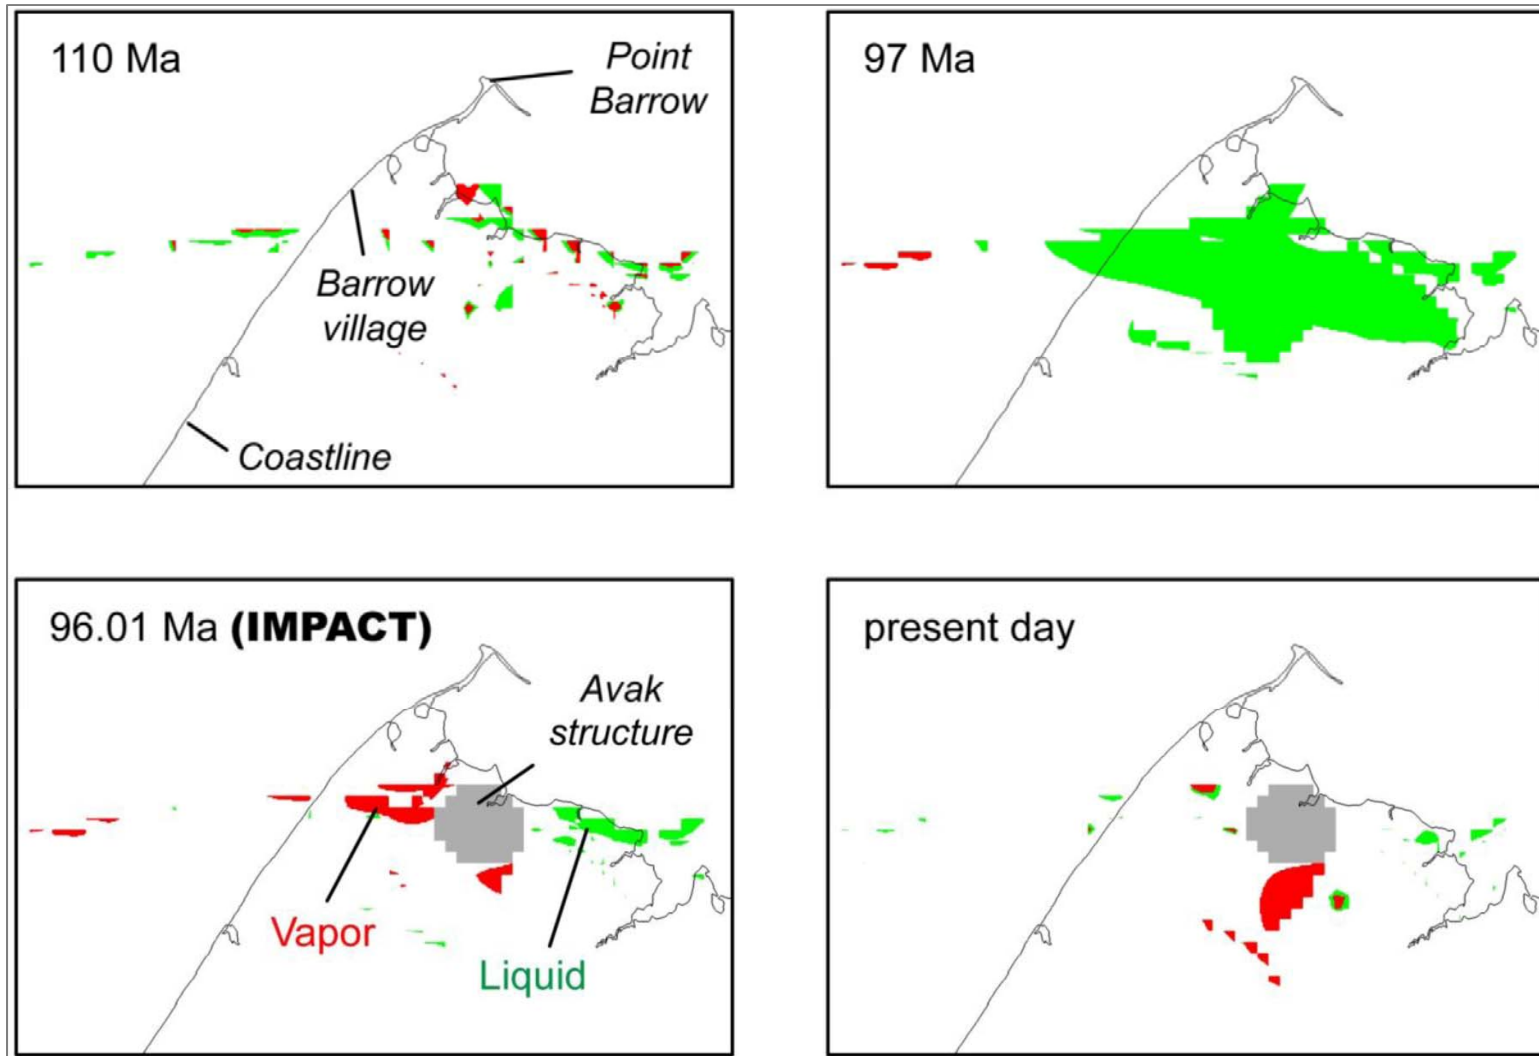 110 Ma
Point
Barrow
Barrow
village
Coastline
97 Ma
96.01 Ma (IMPACT)
Avak
structure
Vapor
Liquid
present day